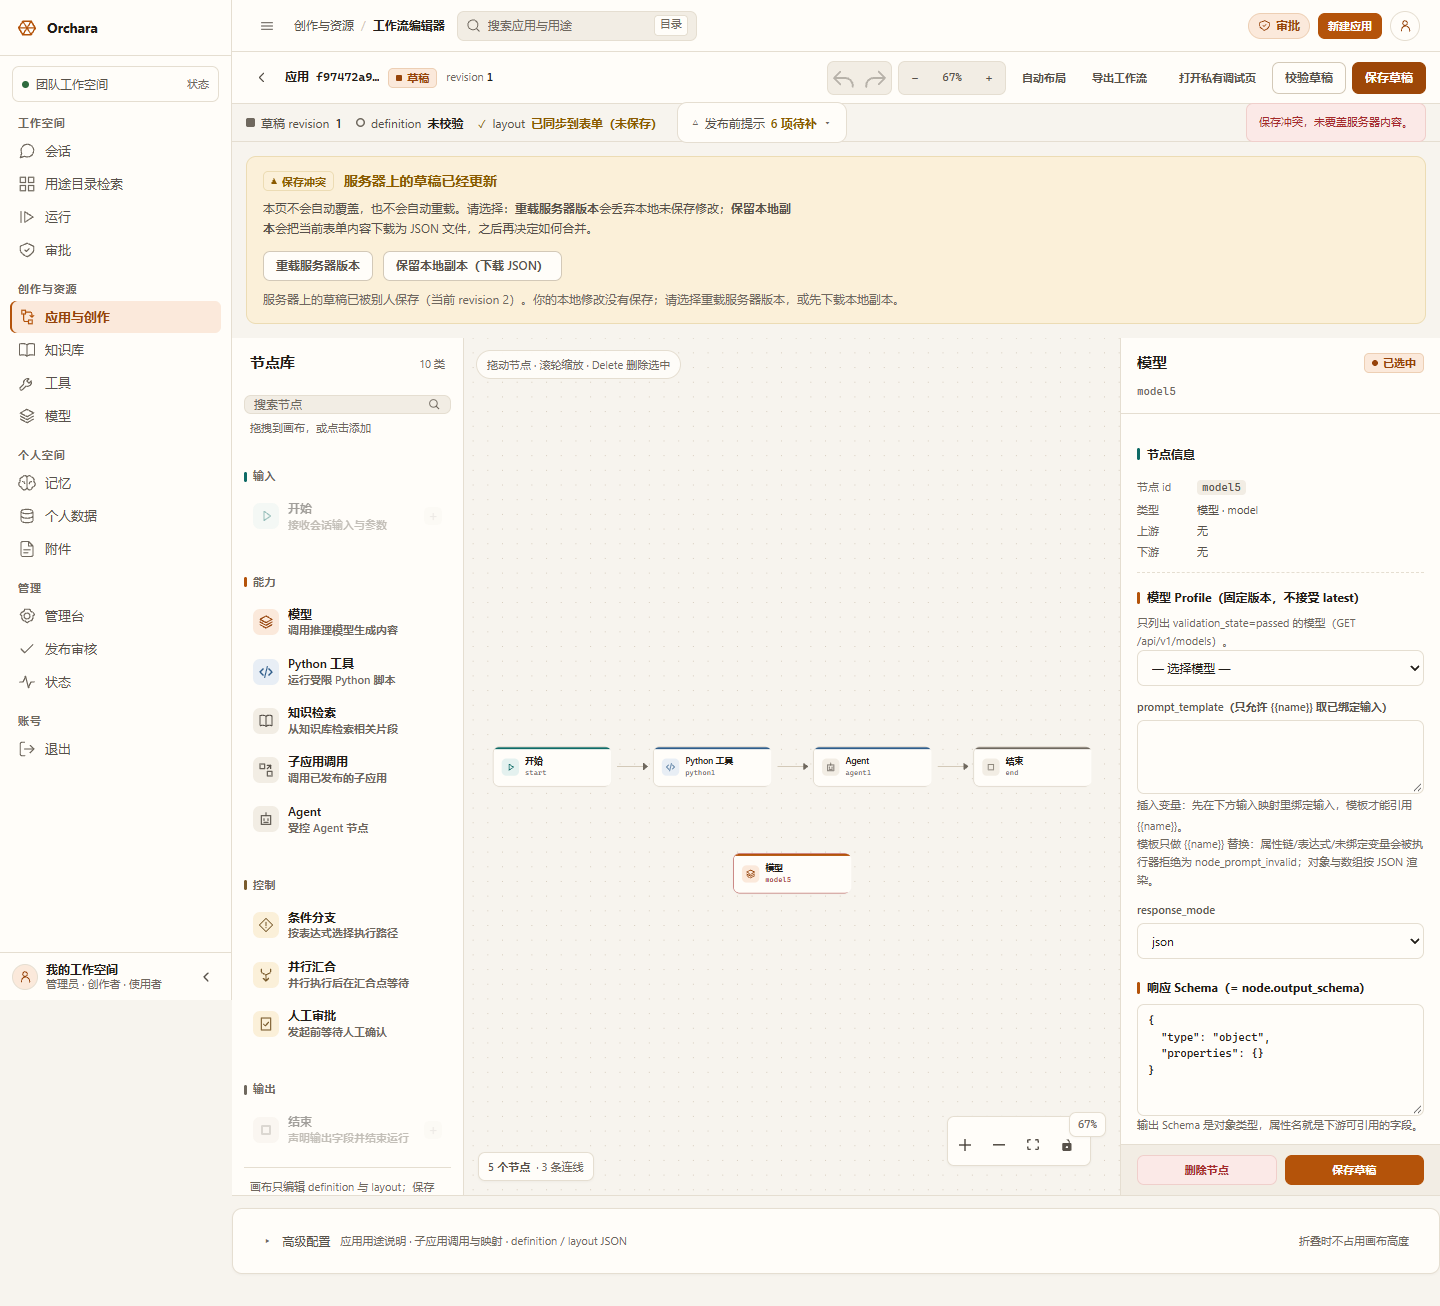 Orchara
团队工作空间
状态
工作空间
会话
用途目录检索
运行
审批
创作与资源
应用与创作
知识库
工具
模型
个人空间
记忆
个人数据
附件
管理
管理台
发布审核
状态
账号
退出
我的工作空间
管理员 · 创作者 · 使用者
创作与资源 / 工作流编辑器
搜索应用与用途
目录
审批
新建应用
应用 f97472a9…
草稿
revision 1
− 67% +
自动布局
导出工作流
打开私有调试页
校验草稿
保存草稿
草稿 revision 1
definition 未校验
✓ layout 已同步到表单（未保存）
发布前提示 6 项待补
保存冲突，未覆盖服务器内容。
▲ 保存冲突
服务器上的草稿已经更新
本页不会自动覆盖，也不会自动重载。请选择：重载服务器版本会丢弃本地未保存修改；保留本地副
本会把当前表单内容下载为 JSON 文件，之后再决定如何合并。
重载服务器版本
保留本地副本（下载 JSON）
服务器上的草稿已被别人保存（当前 revision 2）。你的本地修改没有保存；请选择重载服务器版本，或先下载本地副本。
节点库
10 类
搜索节点
拖拽到画布，或点击添加
输入
开始
接收会话输入与参数
能力
模型
调用推理模型生成内容
Python 工具
运行受限 Python 脚本
知识检索
从知识库检索相关片段
子应用调用
调用已发布的子应用
Agent
受控 Agent 节点
控制
条件分支
按表达式选择执行路径
并行汇合
并行执行后在汇合点等待
人工审批
发起前等待人工确认
输出
结束
声明输出字段并结束运行
画布只编辑 definition 与 layout；保存
拖动节点 · 滚轮缩放 · Delete 删除选中
开始
start
Python 工具
python1
Agent
agent1
结束
end
模型
model5
67%
5 个节点 · 3 条连线
模型
已选中
model5
节点信息
节点 id model5
类型 模型 · model
上游 无
下游 无
模型 Profile（固定版本，不接受 latest）
只列出 validation_state=passed 的模型（GET
/api/v1/models）。
— 选择模型 —
prompt_template（只允许 {{name}} 取已绑定输入）
插入变量：先在下方输入映射里绑定输入，模板才能引用
{{name}}。
模板只做 {{name}} 替换：属性链/表达式/未绑定变量会被执
行器拒绝为 node_prompt_invalid；对象与数组按 JSON 渲
染。
response_mode
json
响应 Schema（= node.output_schema）
{
"type": "object",
"properties": {}
}
输出 Schema 是对象类型，属性名就是下游可引用的字段。
删除节点
保存草稿
高级配置
应用用途说明 · 子应用调用与映射 · definition / layout JSON
折叠时不占用画布高度